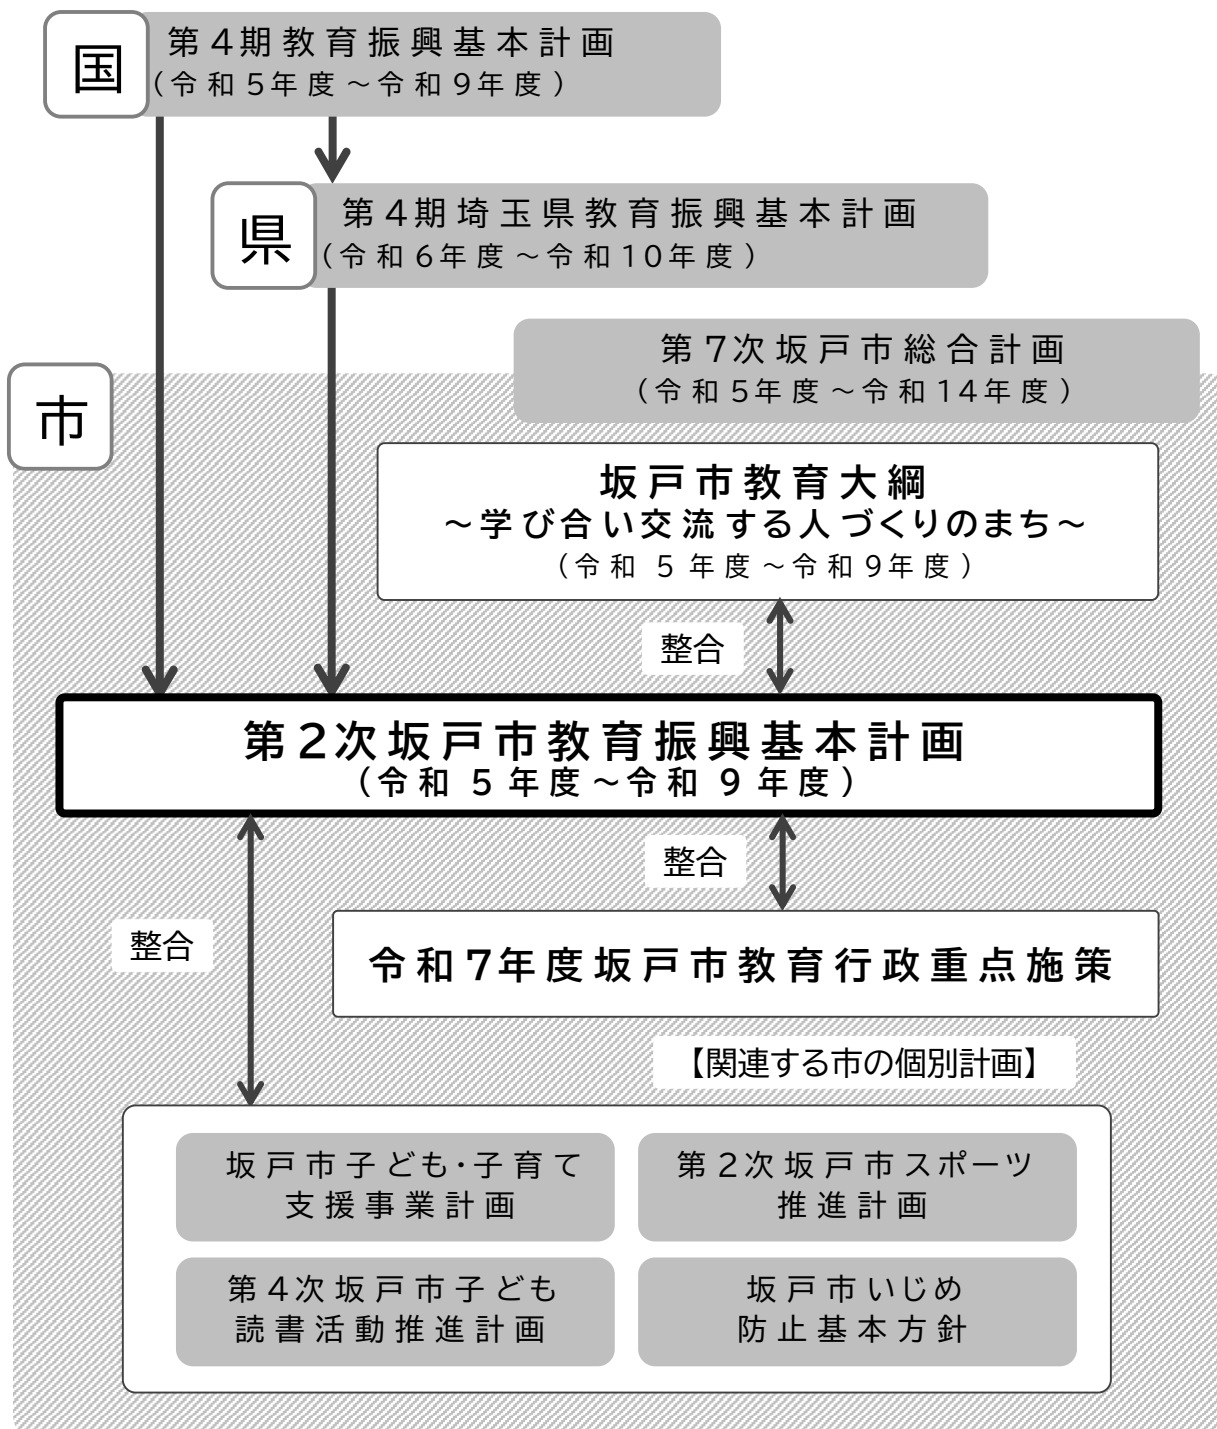 国
第4期教育振興基本計画
（令和5年度～令和9年度）
県
第4期埼玉県教育振興基本計画
（令和6年度～令和10年度）
第7次坂戸市総合計画
（令和5年度～令和14年度）
市
坂戸市教育大綱
～学び合い交流する人づくりのまち～
（令和5年度～令和9年度）
整合
第2次坂戸市教育振興基本計画
（令和5年度～令和9年度）
整合
整合
令和7年度坂戸市教育行政重点施策
【関連する市の個別計画】
坂戸市子ども・子育て
支援事業計画
第2次坂戸市スポーツ
推進計画
第4次坂戸市子ども
読書活動推進計画
坂戸市いじめ
防止基本方針